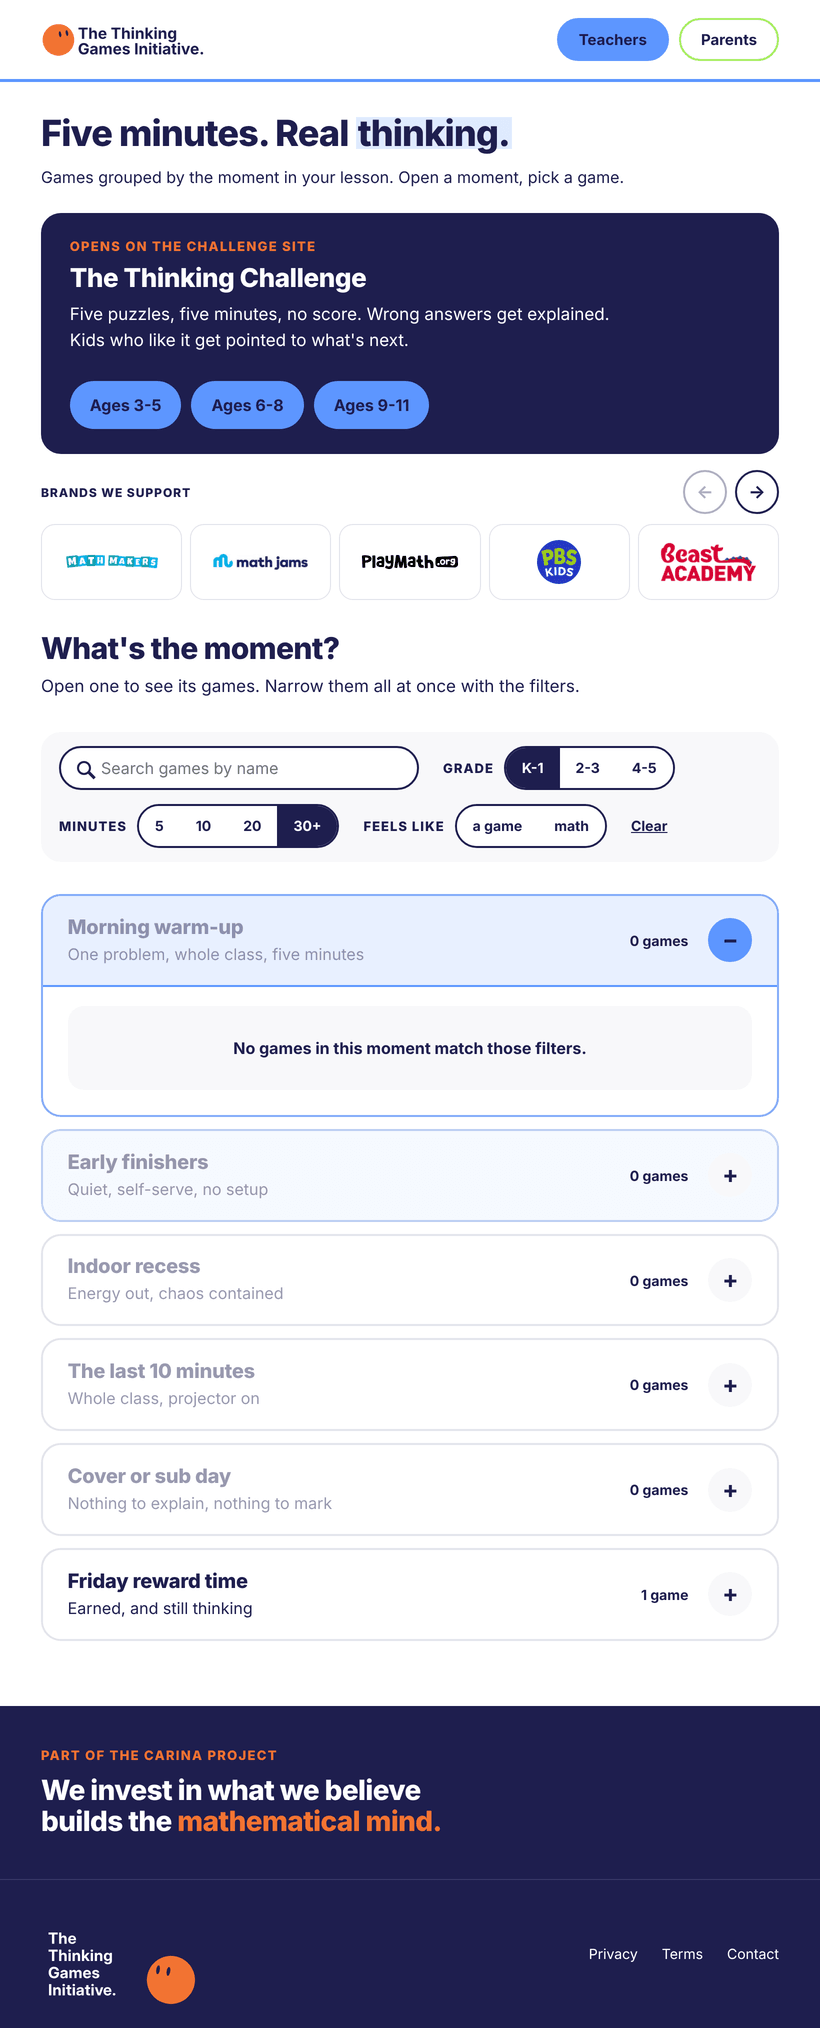 The Thinking
Games Initiative.
Teachers
Parents
Five minutes. Real thinking.
Games grouped by the moment in your lesson. Open a moment, pick a game.
OPENS ON THE CHALLENGE SITE
The Thinking Challenge
Five puzzles, five minutes, no score. Wrong answers get explained.
Kids who like it get pointed to what's next.
Ages 3-5
Ages 6-8
Ages 9-11
BRANDS WE SUPPORT
MATH MAKERS
math jams
PlayMath.org
PBS
KIDS
Beast
ACADEMY
What's the moment?
Open one to see its games. Narrow them all at once with the filters.
Search games by name
GRADE
K-1
2-3
4-5
MINUTES
5
10
20
30+
FEELS LIKE
a game
math
Clear
Morning warm-up
One problem, whole class, five minutes
0 games
No games in this moment match those filters.
Early finishers
Quiet, self-serve, no setup
0 games
Indoor recess
Energy out, chaos contained
0 games
The last 10 minutes
Whole class, projector on
0 games
Cover or sub day
Nothing to explain, nothing to mark
0 games
Friday reward time
Earned, and still thinking
1 game
PART OF THE CARINA PROJECT
We invest in what we believe
builds the mathematical mind.
The
Thinking
Games
Initiative.
Privacy
Terms
Contact